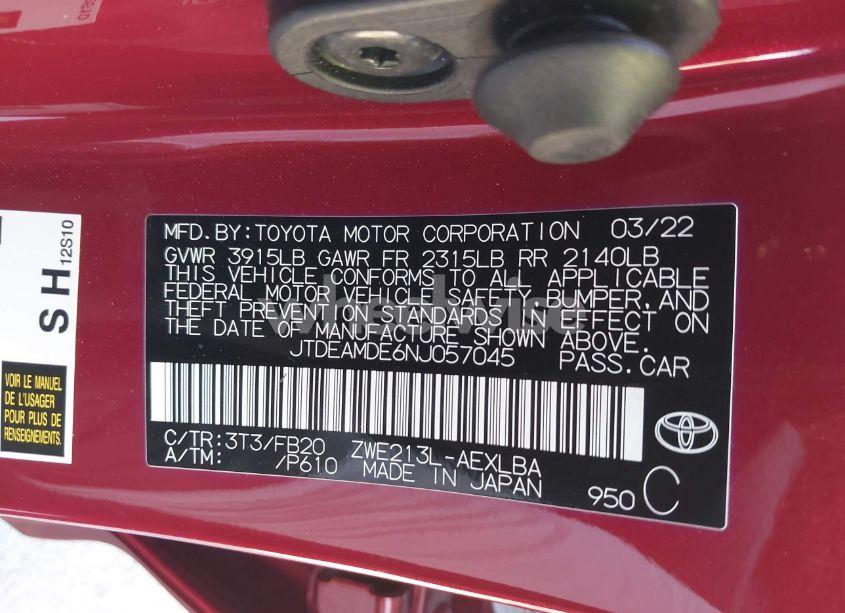 MFD.BY:TOYOTA MOTOR CORPORATION 03/22
GVWR 3915LB GAWR FR 2315LB RR 2140LB
THIS VEHICLE CONFORMS TO ALL APPLICABLE
FEDERAL MOTOR VEHICLE SAFETY, BUMPER, AND
THEFT PREVENTION STANDARDS IN EFFECT ON
THE DATE OF MANUFACTURE SHOWN ABOVE.
JTDEAMDE6NJ057045 PASS.CAR
C/TR: 3T3/FB20 ZWE213L-AEXLBA
A/TM: /P610 MADE IN JAPAN
950 C
SH 12S10
VOIR LE MANUEL
DE L'USAGER
POUR PLUS DE
RENSEIGNEMENTS.
wheelwise